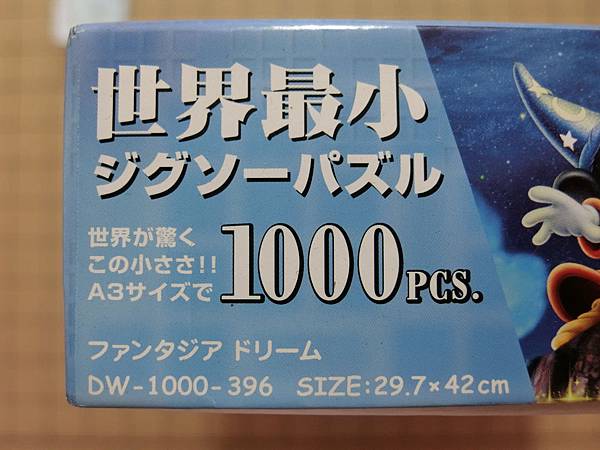 世界最小
ジグソーパズル
世界が驚く
この小ささ!!
A3サイズで
1000PCS.
ファンタジア ドリーム
DW-1000-396 SIZE:29.7×42cm